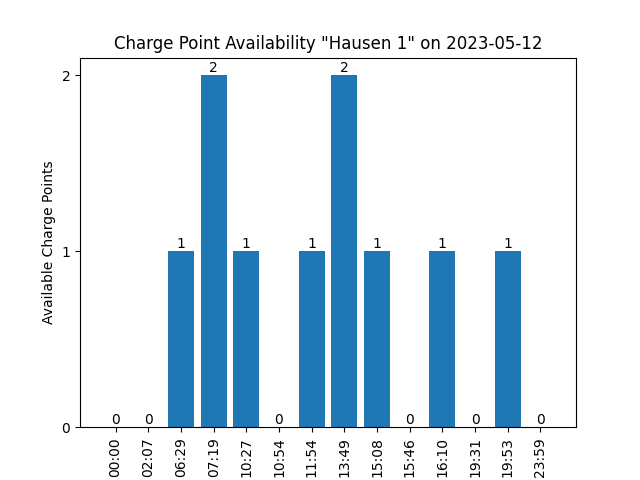 Charge Point Availability "Hausen 1" on 2023-05-12
Available Charge Points
2
1
0
0 0 1 2 1 0 1 2 1 0 1 0 1 0
00:00 02:07 06:29 07:19 10:27 10:54 11:54 13:49 15:08 15:46 16:10 19:31 19:53 23:59